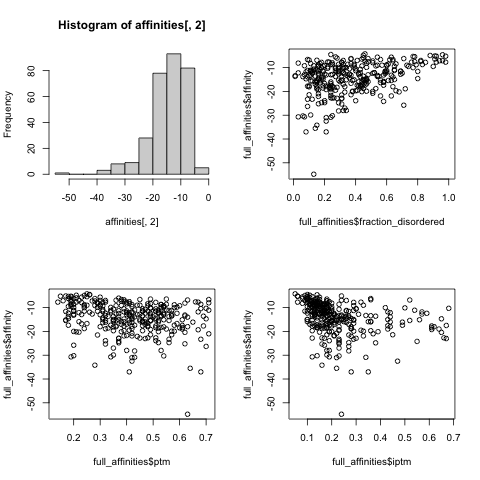 Histogram of affinities[, 2]
Frequency
0 20 40 60 80
-50 -40 -30 -20 -10 0
affinities[, 2]
full_affinities$affinity
-50 -40 -30 -20 -10
0.0 0.2 0.4 0.6 0.8 1.0
full_affinities$fraction_disordered
full_affinities$affinity
-50 -40 -30 -20 -10
0.2 0.3 0.4 0.5 0.6 0.7
full_affinities$ptm
full_affinities$affinity
-50 -40 -30 -20 -10
0.1 0.2 0.3 0.4 0.5 0.6 0.7
full_affinities$iptm